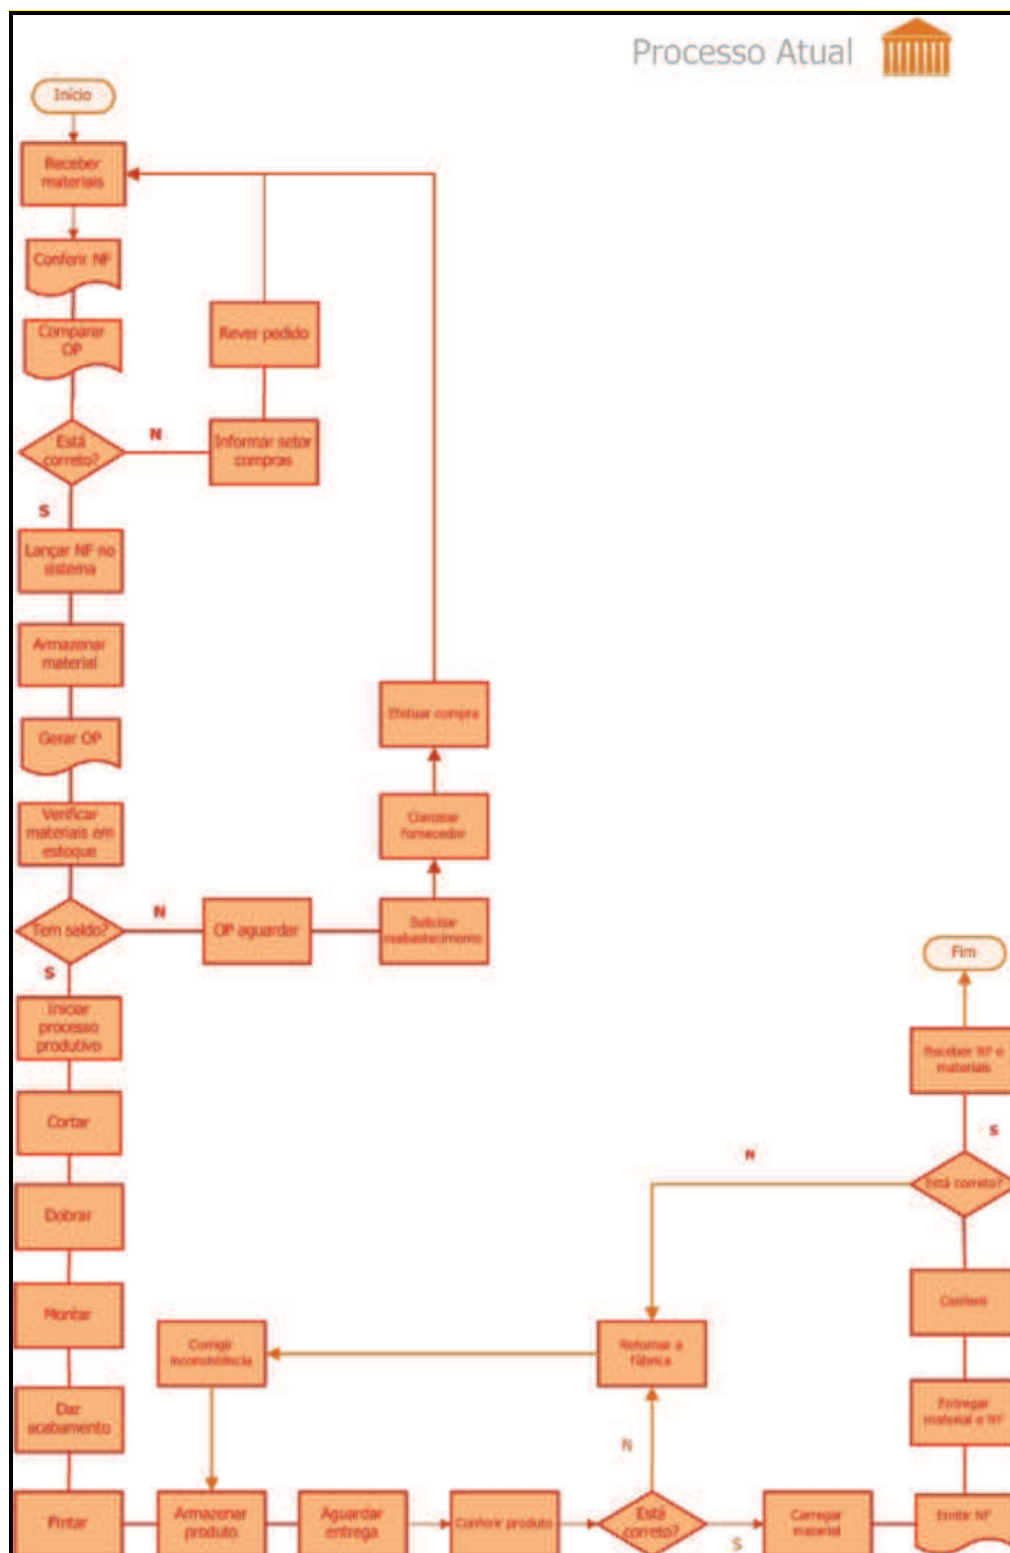 Processo Atual
Início
Receber
materiais
Conferir NF
Comparar
OP
Rever pedido
Está
correto?
N
Informar setor
compras
S
Lançar NF no
sistema
Armazenar
material
Gerar OP
Efetuar compra
Verificar
materiais em
estoque
Contatar
fornecedor
Tem saldo?
N
OP aguardar
Solicitar
reabastecimento
S
Fim
Iniciar
processo
produtivo
Receber NF e
materiais
Cortar
S
N
Está correto?
Dobrar
Montar
Conferir
Corrigir
inconsistência
Retornar a
fábrica
Dar
acabamento
Entregar
material e NF
N
Pintar
Armazenar
produto
Aguardar
entrega
Conferir produto
Está
correto?
S
Carregar
material
Emitir NF